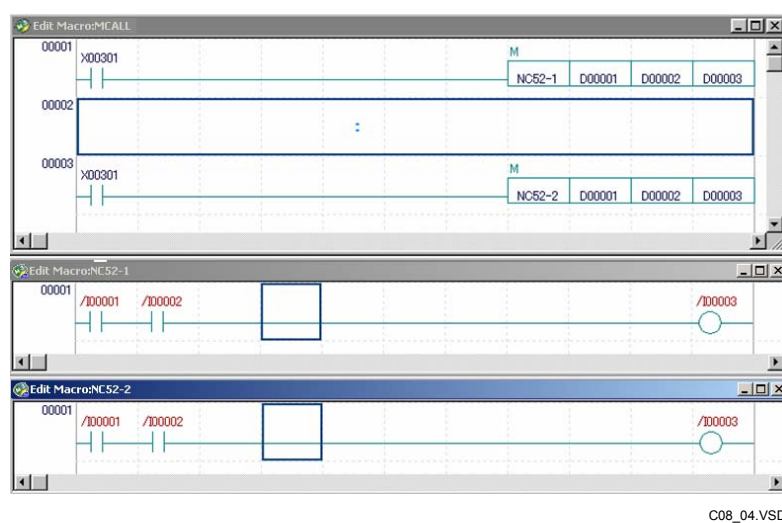 Edit Macro:MCALL
00001
X00301
M
NC52-1 D00001 D00002 D00003
00002
:
00003
X00301
M
NC52-2 D00001 D00002 D00003
Edit Macro:NC52-1
00001
/I00001 /I00002 /I00003
Edit Macro:NC52-2
00001
/I00001 /I00002 /I00003
C08_04.VSD